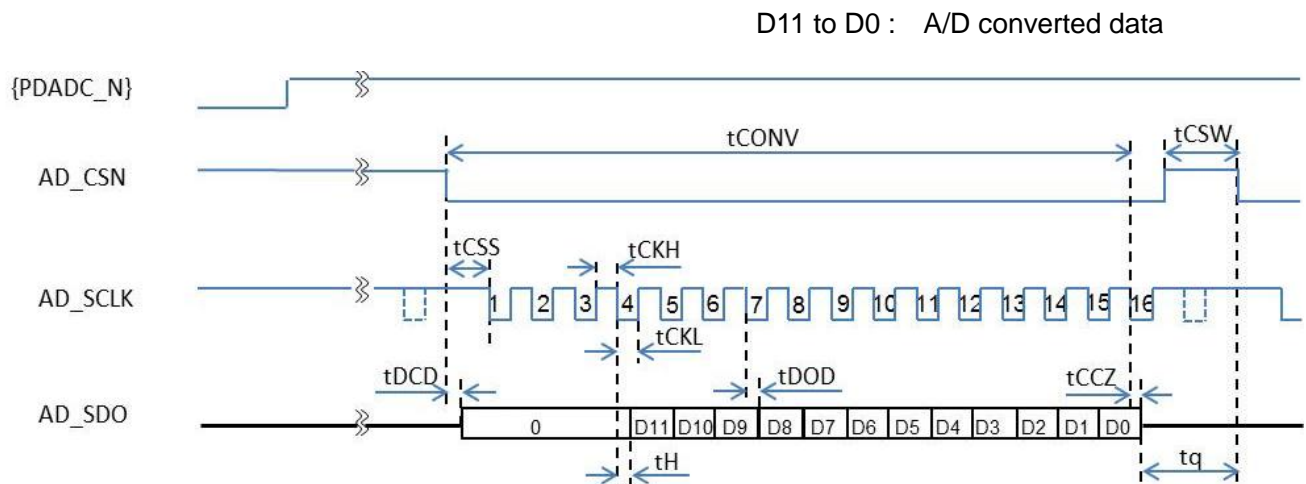 D11 to D0 : A/D converted data
{PDADC_N}
tCONV
tCSW
AD_CSN
tCSS
tCKH
AD_SCLK
1 2 3 4 5 6 7 8 9 10 11 12 13 14 15 16
tCKL
tDCD
tDOD
tCCZ
AD_SDO
0 D11 D10 D9 D8 D7 D6 D5 D4 D3 D2 D1 D0
tH
tq